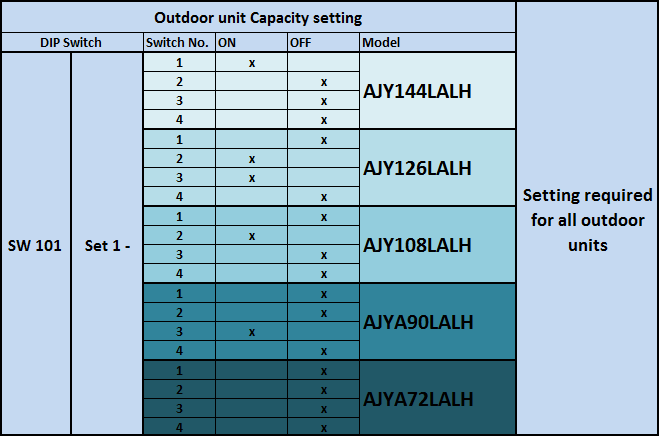 Outdoor unit Capacity setting
DIP Switch Switch No. ON OFF Model
1 x
2 x
3 x
4 x
AJY144LALH
1 x
2 x
3 x
4 x
AJY126LALH
1 x
2 x
3 x
4 x
AJY108LALH
1 x
2 x
3 x
4 x
AJYA90LALH
1 x
2 x
3 x
4 x
AJYA72LALH
SW 101 Set 1 -
Setting required
for all outdoor
units